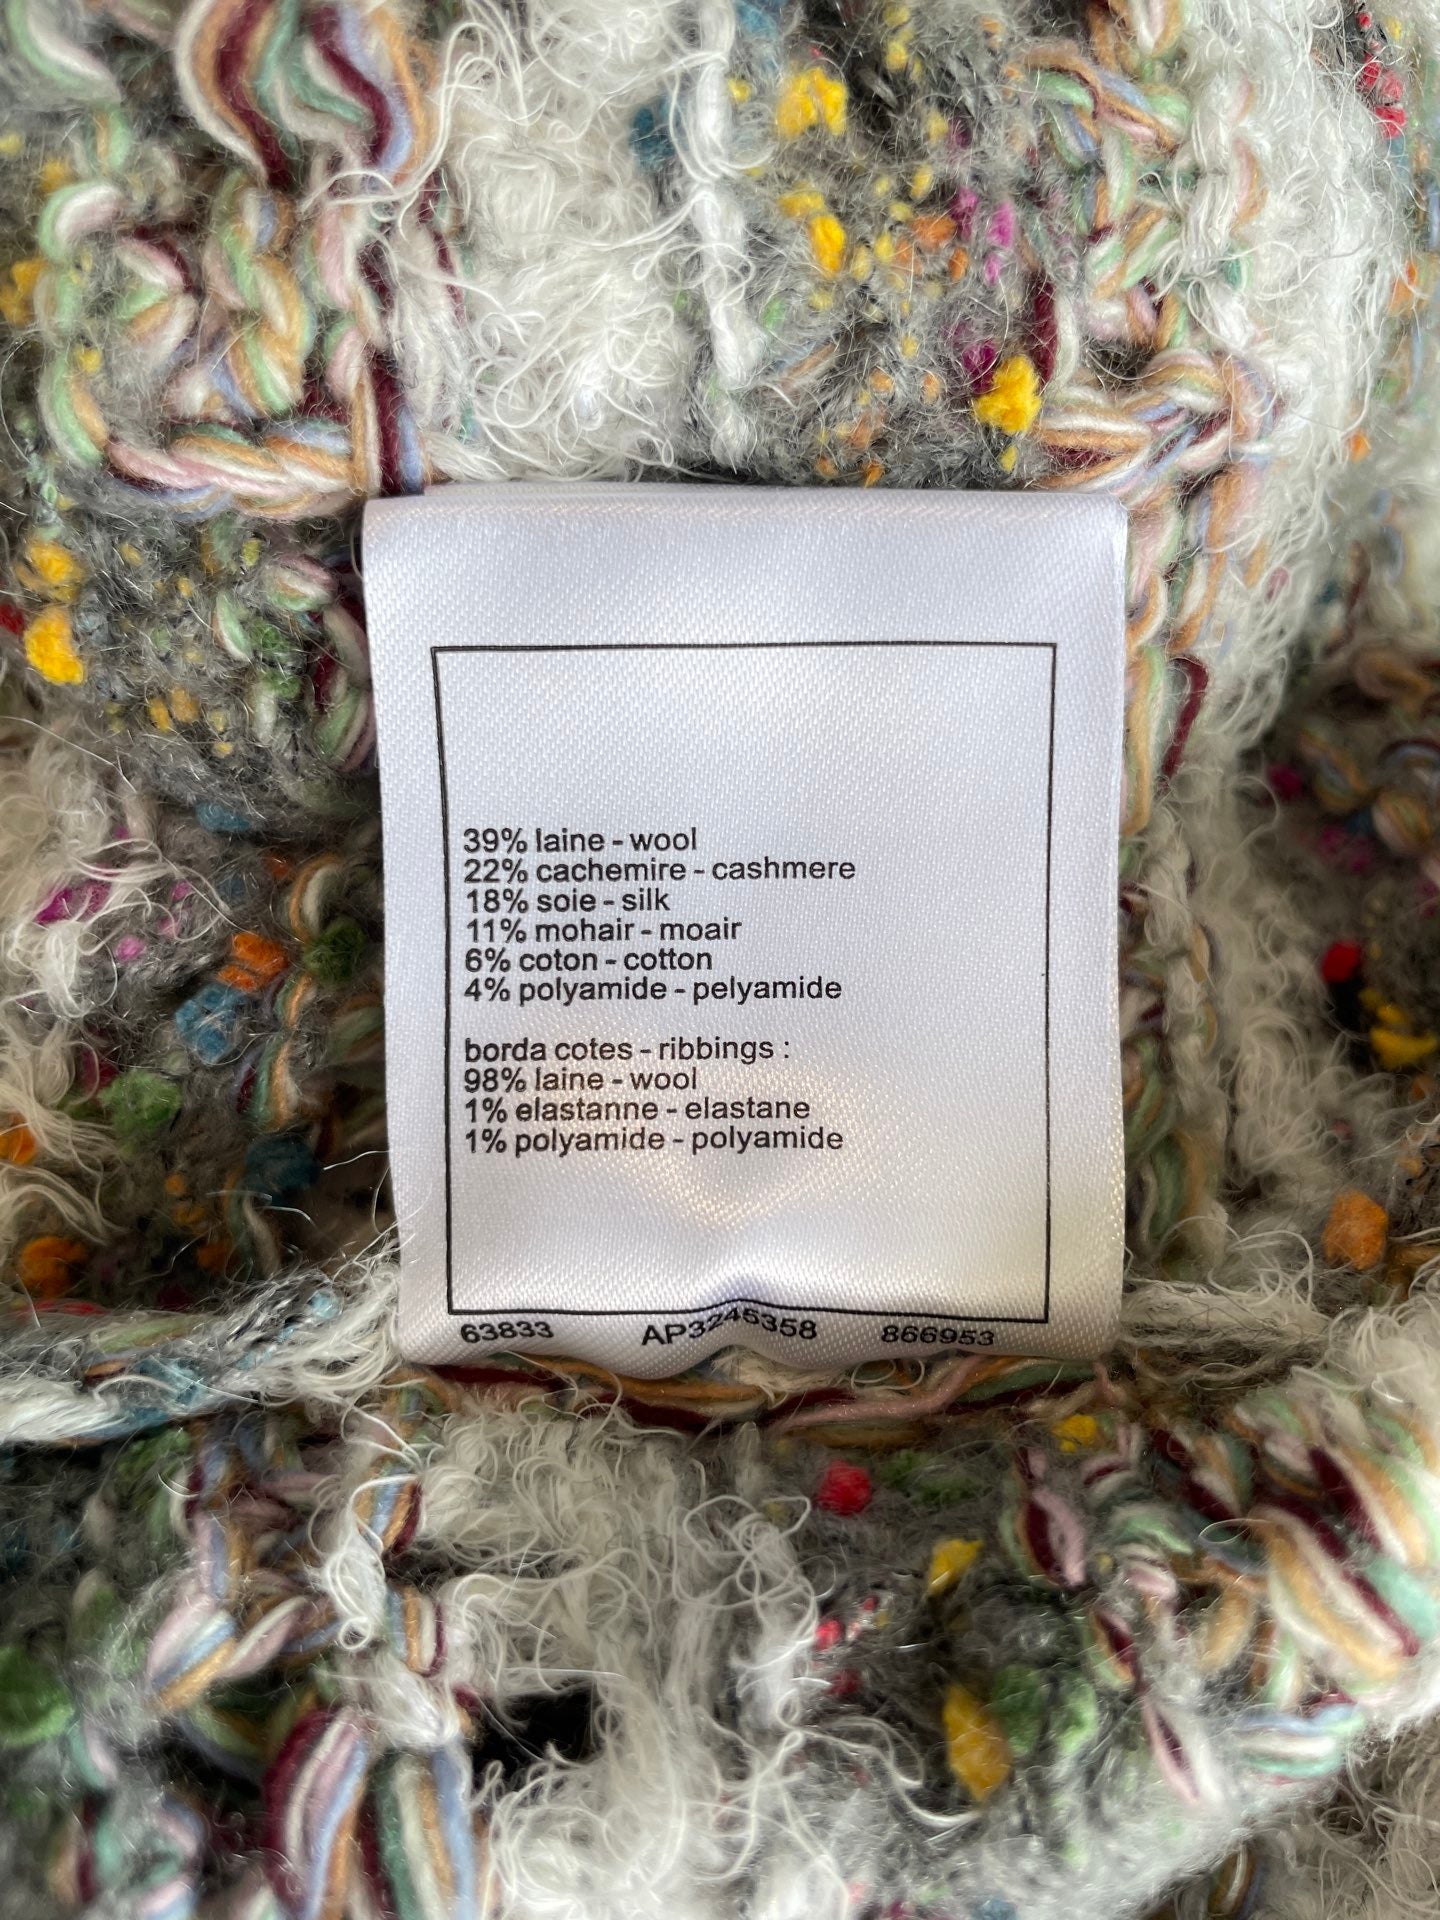 39% laine - wool
22% cachemire - cashmere
18% soie - silk
11% mohair - moair
6% coton - cotton
4% polyamide - pelyamide
borda cotes - ribbings :
98% laine - wool
1% elastanne - elastane
1% polyamide - polyamide
63833 AP3245358 866953